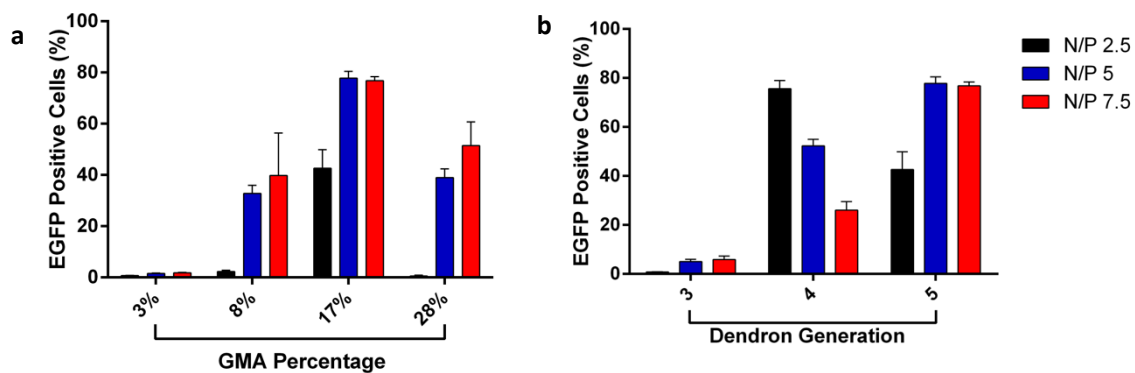 a
EGFP Positive Cells (%)
100
80
60
40
20
0
3%
8%
17%
28%
GMA Percentage
b
EGFP Positive Cells (%)
100
80
60
40
20
0
3
4
5
Dendron Generation
N/P 2.5
N/P 5
N/P 7.5